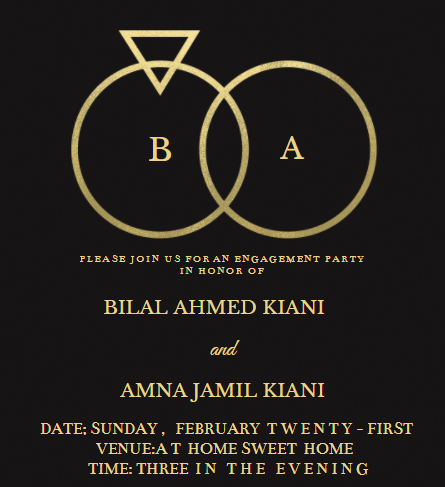 B A
PLEASE JOIN US FOR AN ENGAGEMENT PARTY
IN HONOR OF
BILAL AHMED KIANI
and
AMNA JAMIL KIANI
DATE; SUNDAY, FEBRUARY TWENTY-FIRST
VENUE:AT HOME SWEET HOME
TIME: THREE IN THE EVENING